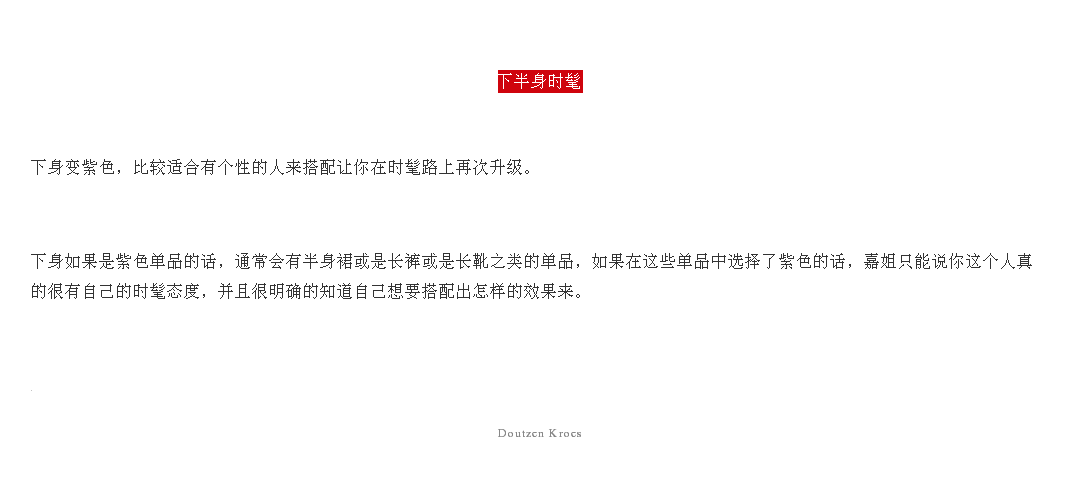 下半身时髦
下身变紫色，比较适合有个性的人来搭配让你在时髦路上再次升级。
下身如果是紫色单品的话，通常会有半身裙或是长裤或是长靴之类的单品，如果在这些单品中选择了紫色的话，嘉姐只能说你这个人真
的很有自己的时髦态度，并且很明确的知道自己想要搭配出怎样的效果来。
Doutzen Kroes